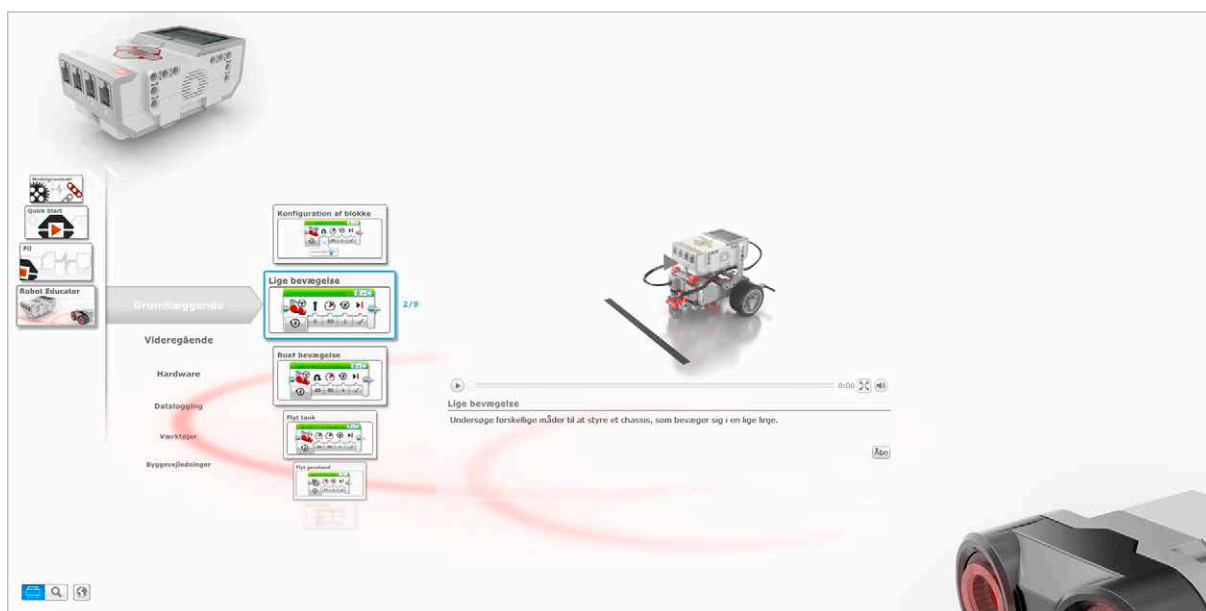 Quick Start
Fil
Robot Educator
Grundlæggende
Videregående
Hardware
Datalogging
Værktøjer
Byggevejledninger
Konfiguration af blokke
Lige bevægelse
2/9
Buet bevægelse
Flyt tank
Flyt genstand
0:00
Lige bevægelse
Undersøge forskellige måder til at styre et chassis, som bevæger sig i en lige linje.
Åbn